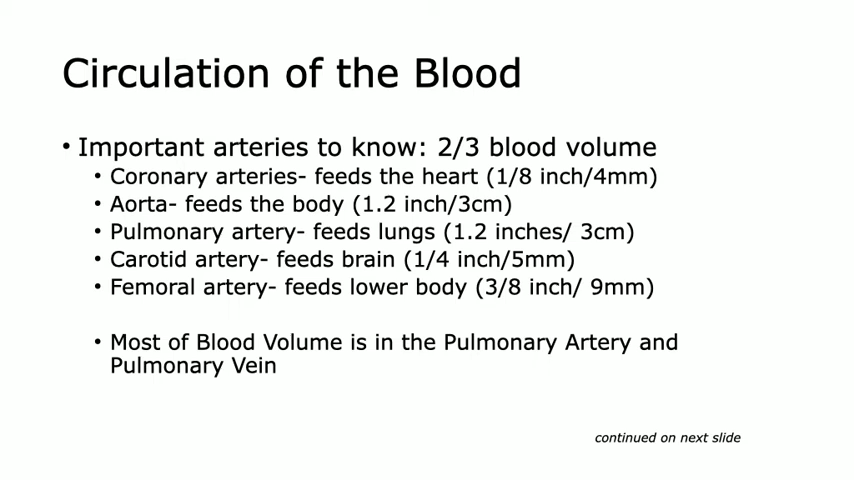 Circulation of the Blood
• Important arteries to know: 2/3 blood volume
• Coronary arteries- feeds the heart (1/8 inch/4mm)
• Aorta- feeds the body (1.2 inch/3cm)
• Pulmonary artery- feeds lungs (1.2 inches/ 3cm)
• Carotid artery- feeds brain (1/4 inch/5mm)
• Femoral artery- feeds lower body (3/8 inch/ 9mm)
• Most of Blood Volume is in the Pulmonary Artery and
Pulmonary Vein
continued on next slide